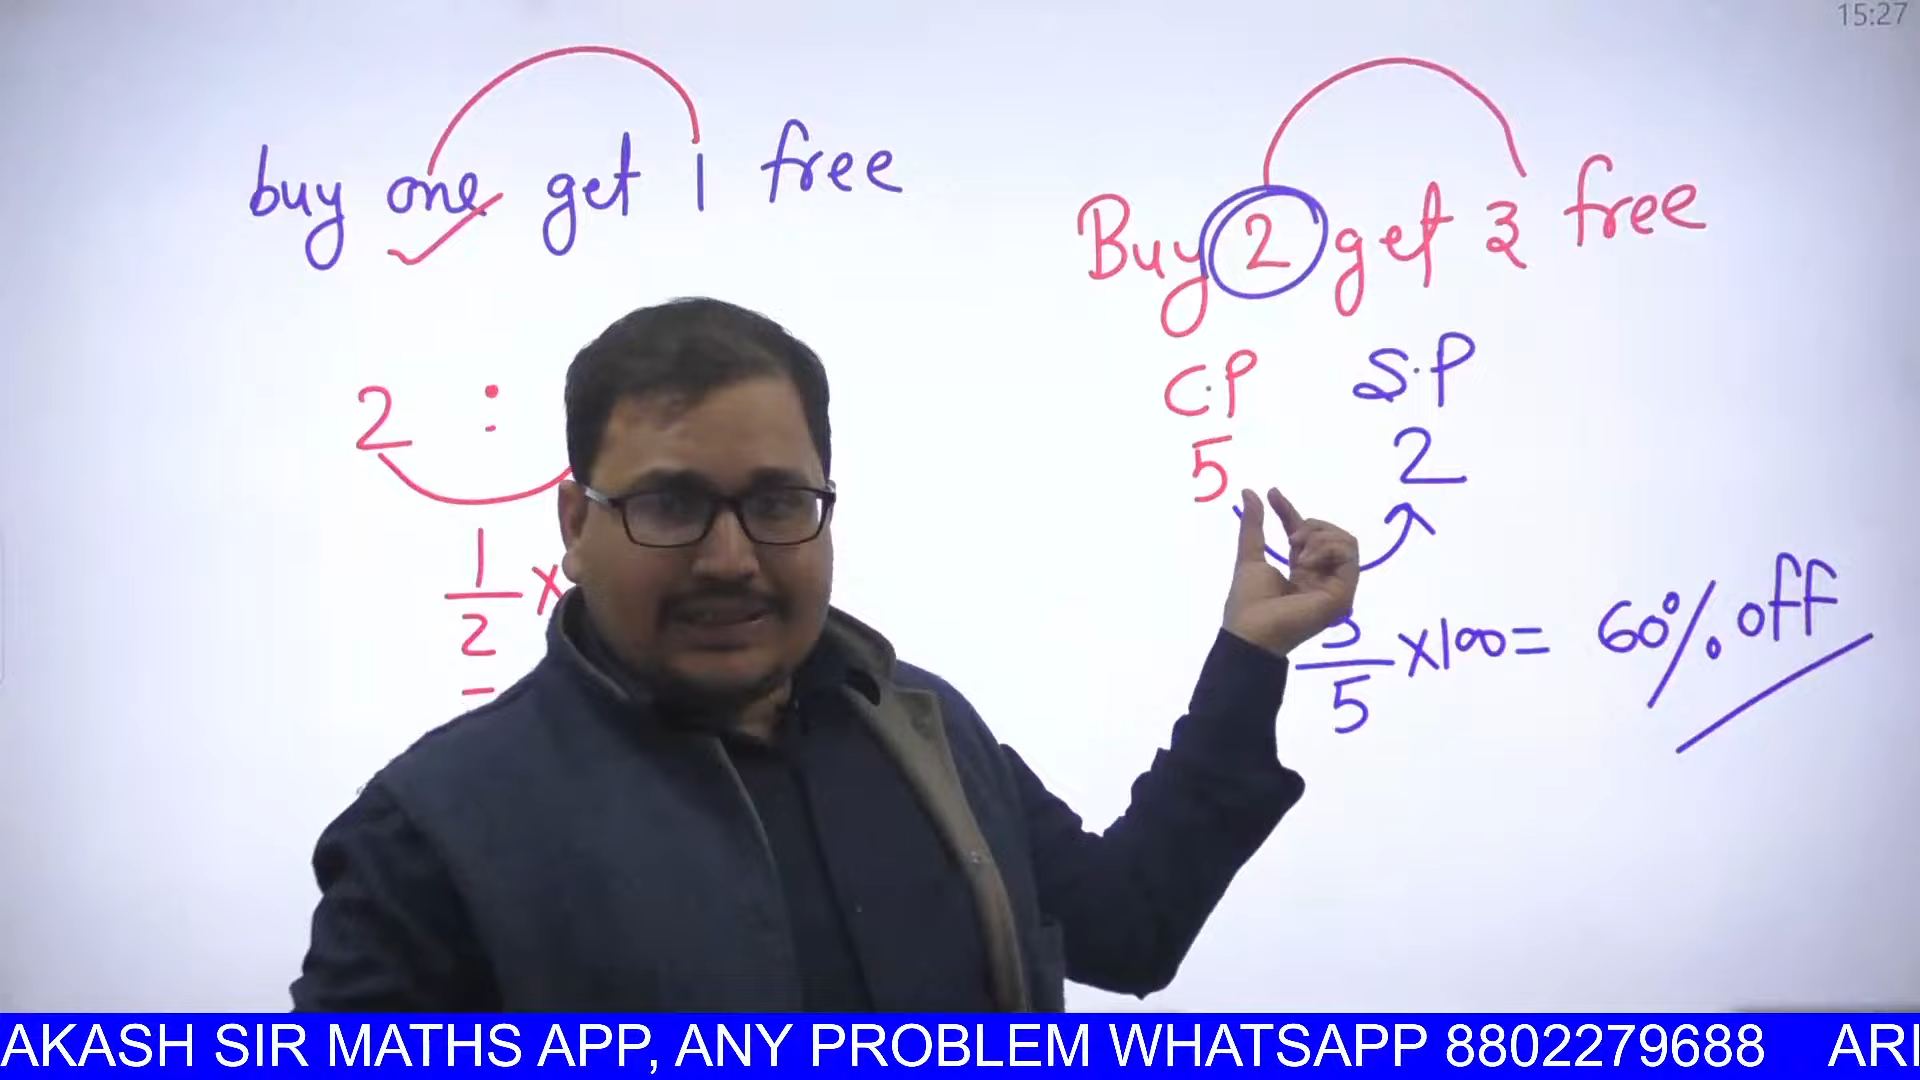 15:27
buy one get 1 free
2 :
1/2 ×
Buy 2 get 3 free
C.P S.P
5 2
3/5 ×100= 60% off
AKASH SIR MATHS APP, ANY PROBLEM WHATSAPP 8802279688 ARI